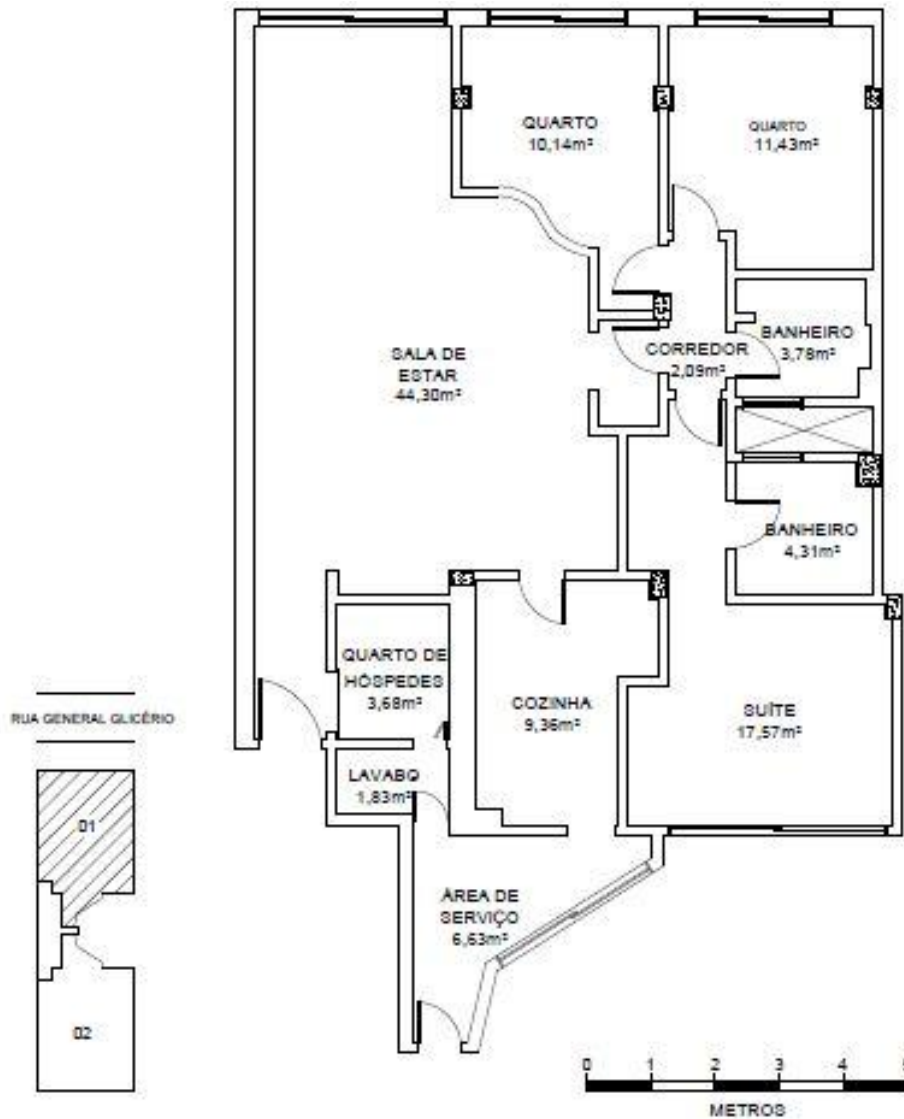 QUARTO
10,14m²
QUARTO
11,43m²
SALA DE
ESTAR
44,30m²
CORREDOR
2,09m²
BANHEIRO
3,78m²
BANHEIRO
4,31m²
QUARTO DE
HÓSPEDES
3,68m²
COZINHA
9,36m²
SUÍTE
17,57m²
LAVABO
1,83m²
ÁREA DE
SERVIÇO
6,63m²
RUA GENERAL GLICÉRIO
01
02
0 1 2 3 4 5
METROS